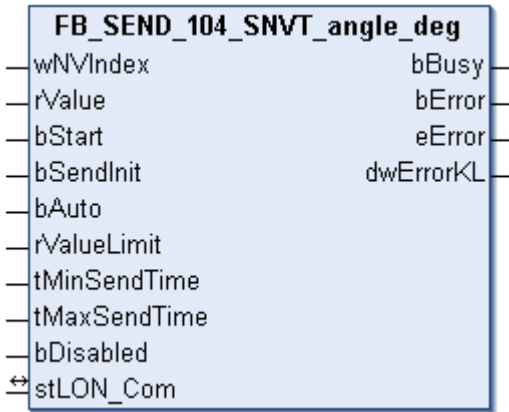 FB_SEND_104_SNVT_angle_deg
wNVIndex bBusy
rValue bError
bStart eError
bSendInit dwErrorKL
bAuto
rValueLimit
tMinSendTime
tMaxSendTime
bDisabled
stLON_Com